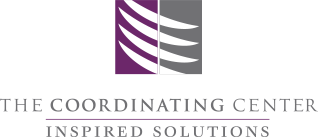 THE COORDINATING CENTER
INSPIRED SOLUTIONS